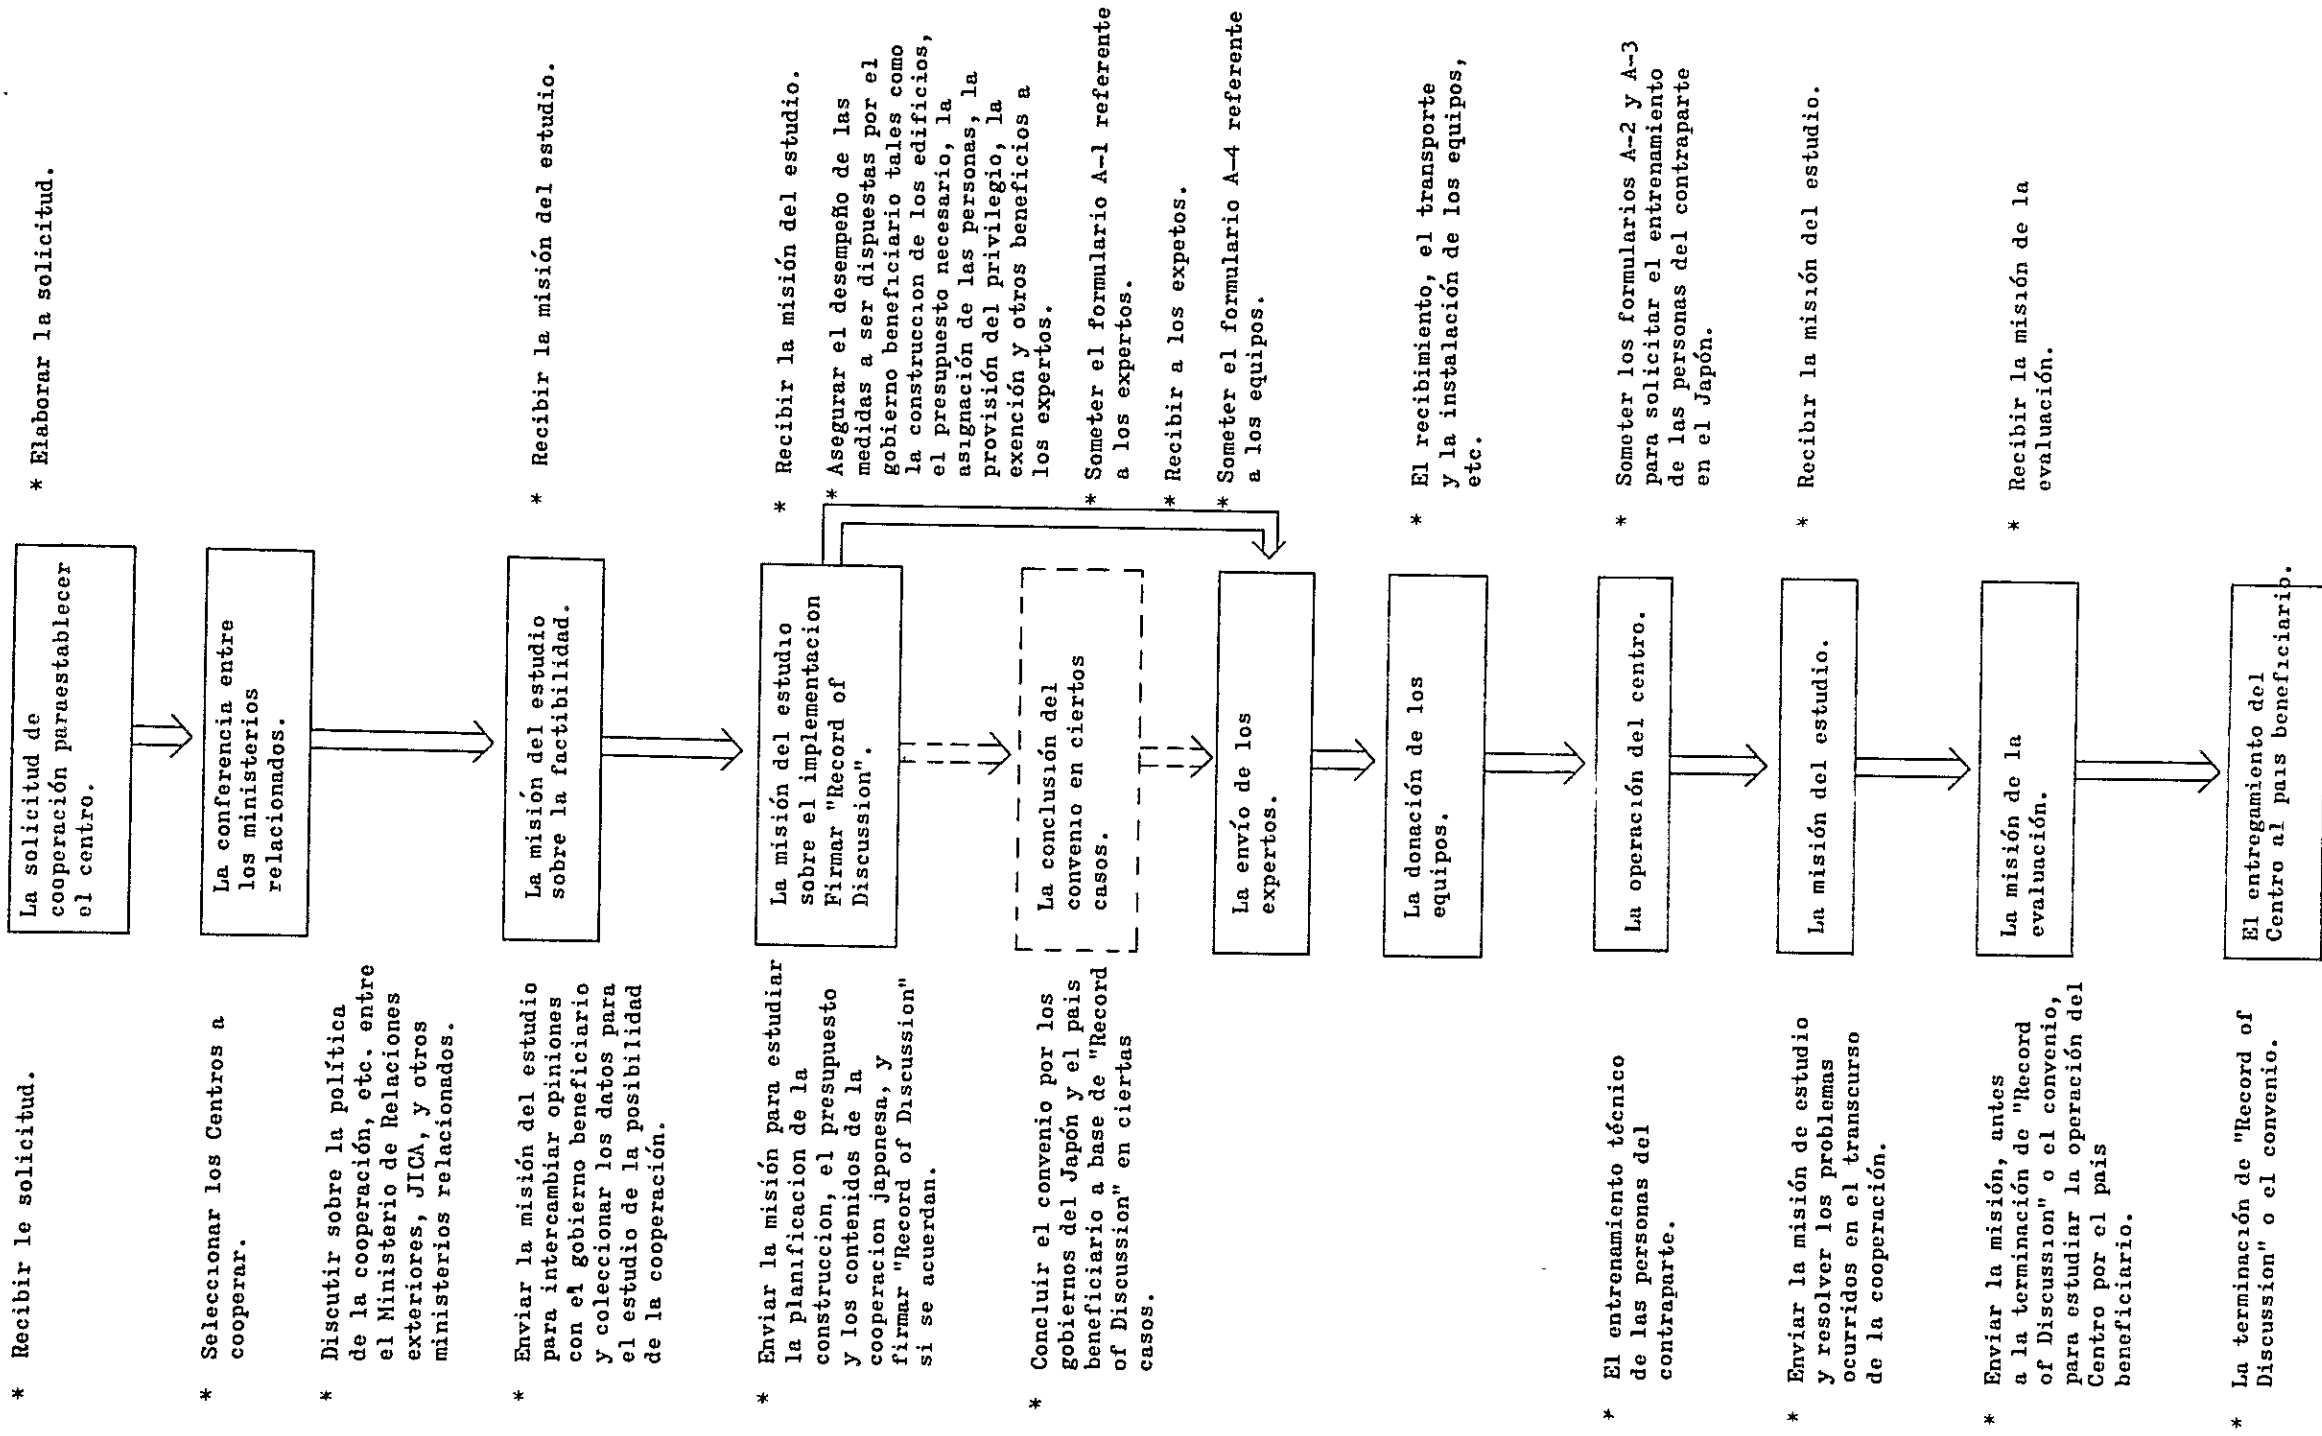 * Recibir le solicitud.
La solicitud de
cooperación paraestablecer
el centro.
* Elaborar la solicitud.
* Seleccionar los Centros a
cooperar.
La conferencia entre
los ministerios
relacionados.
* Discutir sobre la política
de la cooperación, etc. entre
el Ministerio de Relaciones
exteriores, JICA, y otros
ministerios relacionados.
* Enviar la misión del estudio
para intercambiar opiniones
con el gobierno beneficiario
y coleccionar los datos para
el estudio de la posibilidad
de la cooperación.
La misión del estudio
sobre la factibilidad.
* Recibir la misión del estudio.
* Enviar la misión para estudiar
la planificacion de la
construccion, el presupuesto
y los contenidos de la
cooperacion japonesa, y
firmar "Record of Discussion"
si se acuerdan.
La misión del estudio
sobre el implementacion
Firmar "Record of
Discussion".
* Recibir la misión del estudio.
* Asegurar el desempeño de las
medidas a ser dispuestas por el
gobierno beneficiario tales como
la construccion de los edificios,
el presupuesto necesario, la
asignación de las personas, la
provisión del privilegio, la
exención y otros beneficios a
los expertos.
* Concluir el convenio por los
gobiernos del Japón y el pais
beneficiario a base de "Record
of Discussion" en ciertas
casos.
La conclusión del
convenio en ciertos
casos.
* Someter el formulario A-1 referente
a los expertos.
* Recibir a los expetos.
La envío de los
expertos.
* Someter el formulario A-4 referente
a los equipos.
La donación de los
equipos.
* El recibimiento, el transporte
y la instalación de los equipos,
etc.
* El entrenamiento técnico
de las personas del
contraparte.
La operación del centro.
* Someter los formularios A-2 y A-3
para solicitar el entrenamiento
de las personas del contraparte
en el Japón.
* Enviar la misión de estudio
y resolver los problemas
ocurridos en el transcurso
de la cooperación.
La misión del estudio.
* Recibir la misión del estudio.
* Enviar la misión, antes
a la terminación de "Record
of Discussion" o el convenio,
para estudiar la operación del
Centro por el pais
beneficiario.
La misión de la
evaluación.
* Recibir la misión de la
evaluación.
* La terminación de "Record of
Discussion" o el convenio.
El entregamiento del
Centro al pais beneficiario.